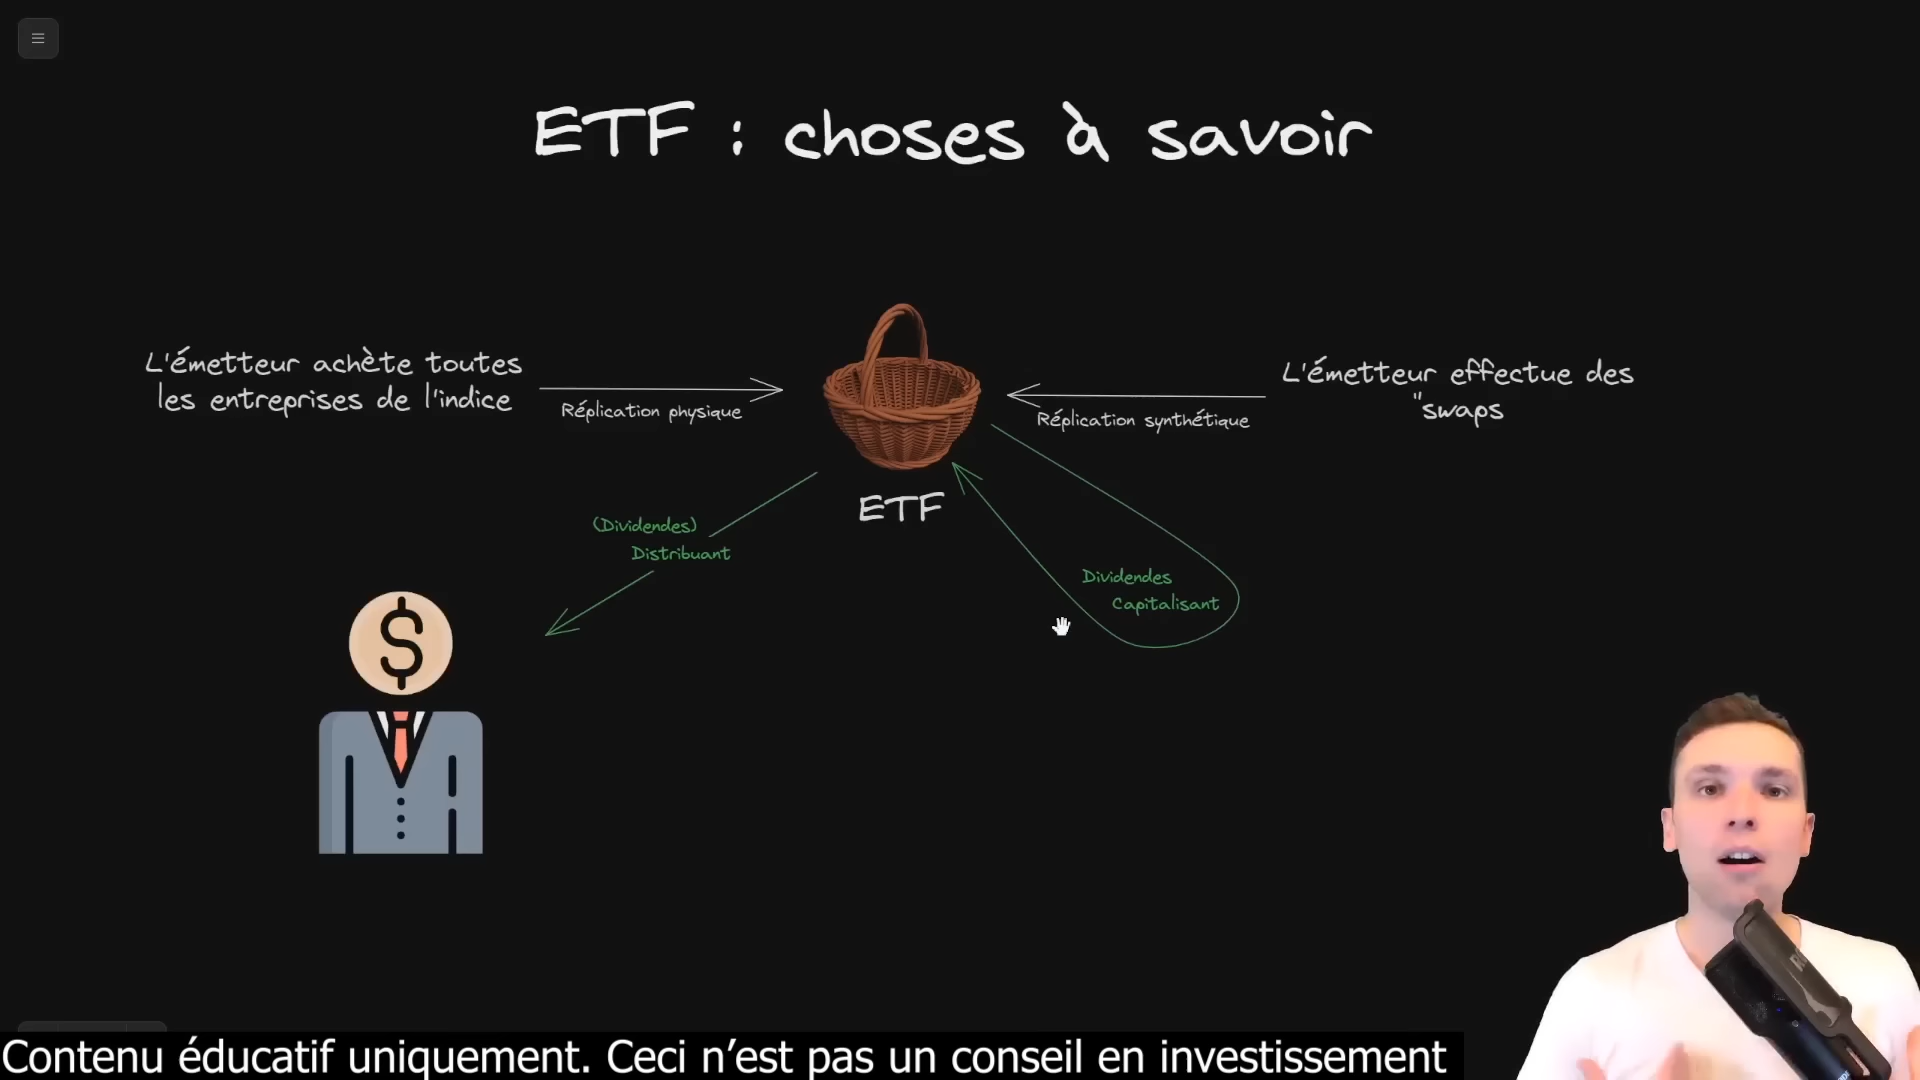 ETF : choses à savoir
L'émetteur achète toutes
les entreprises de l'indice
Réplication physique
Réplication synthétique
L'émetteur effectue des
"swaps
ETF
(Dividendes)
Distribuant
Dividendes
Capitalisant
$
Contenu éducatif uniquement. Ceci n’est pas un conseil en investissement